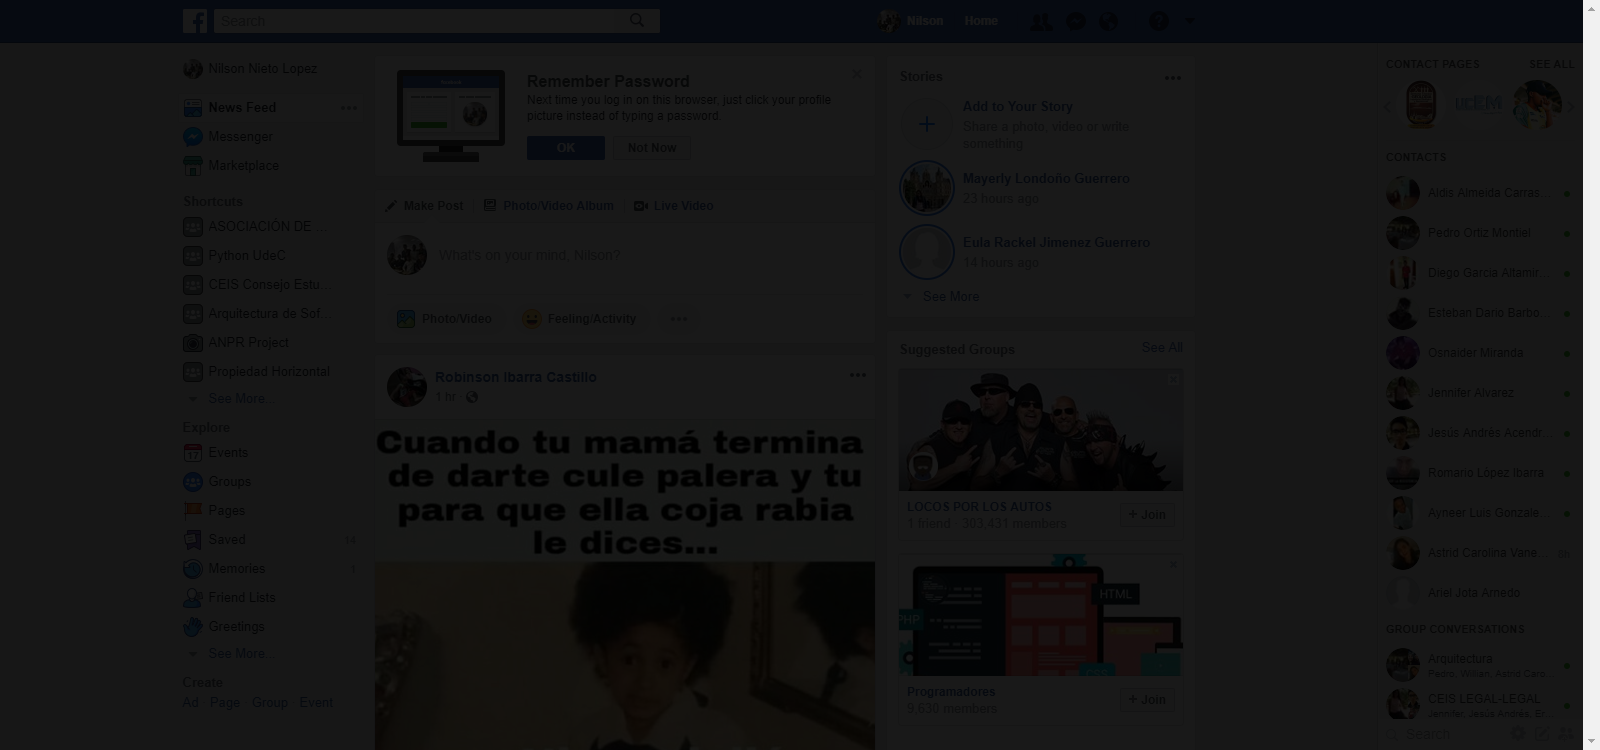 Search
Nilson
Home
Nilson Nieto Lopez
News Feed
Messenger
Marketplace
Shortcuts
ASOCIACIÓN DE ...
Python UdeC
CEIS Consejo Estu...
Arquitectura de Sof...
ANPR Project
Propiedad Horizontal
See More...
Explore
Events
17
Groups
Pages
Saved 14
Memories 1
Friend Lists
Greetings
See More...
Create
Ad Page Group Event
Remember Password
Next time you log in on this browser, just click your profile
picture instead of typing a password.
OK
Not Now
Make Post
Photo/Video Album
Live Video
What's on your mind, Nilson?
Photo/Video
Feeling/Activity
Robinson Ibarra Castillo
1 hr
Cuando tu mamá termina
de darte cule palera y tu
para que ella coja rabia
le dices...
Stories
Add to Your Story
Share a photo, video or write
something
Mayerly Londoño Guerrero
23 hours ago
Eula Rackel Jimenez Guerrero
14 hours ago
See More
Suggested Groups
See All
LOCOS POR LOS AUTOS
1 friend · 303,431 members
+ Join
HTML
PHP
Programadores
9,638 members
+ Join
CONTACT PAGES
SEE ALL
CONTACTS
Aldis Almeida Carras...
Pedro Ortiz Montiel
Diego Garcia Altamir...
Esteban Dario Barbo...
Osnaider Miranda
Jennifer Alvarez
Jesús Andrés Acend...
Romario López Ibarra
Ayneer Luis Gonzale...
Astrid Carolina Vane...
Ariel Jota Arnedo
GROUP CONVERSATIONS
Arquitectura
Pedro, Willian, Astrid Caro...
CEIS LEGAL-LEGAL
Jennifer, Jesús Andrés, Er...
Search